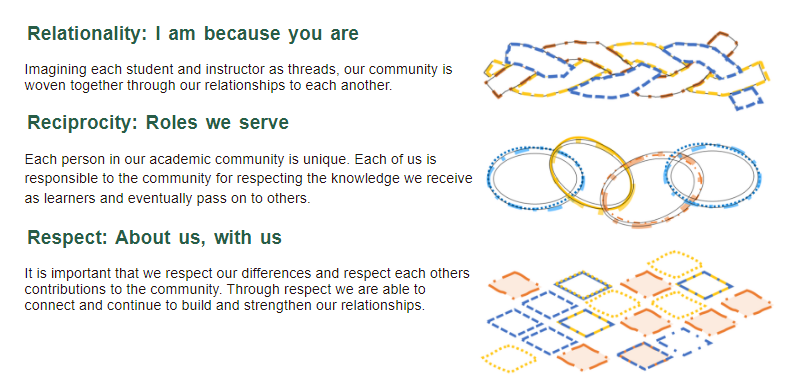 Relationality: I am because you are
Imagining each student and instructor as threads, our community is
woven together through our relationships to each another.
Reciprocity: Roles we serve
Each person in our academic community is unique. Each of us is
responsible to the community for respecting the knowledge we receive
as learners and eventually pass on to others.
Respect: About us, with us
It is important that we respect our differences and respect each others
contributions to the community. Through respect we are able to
connect and continue to build and strengthen our relationships.